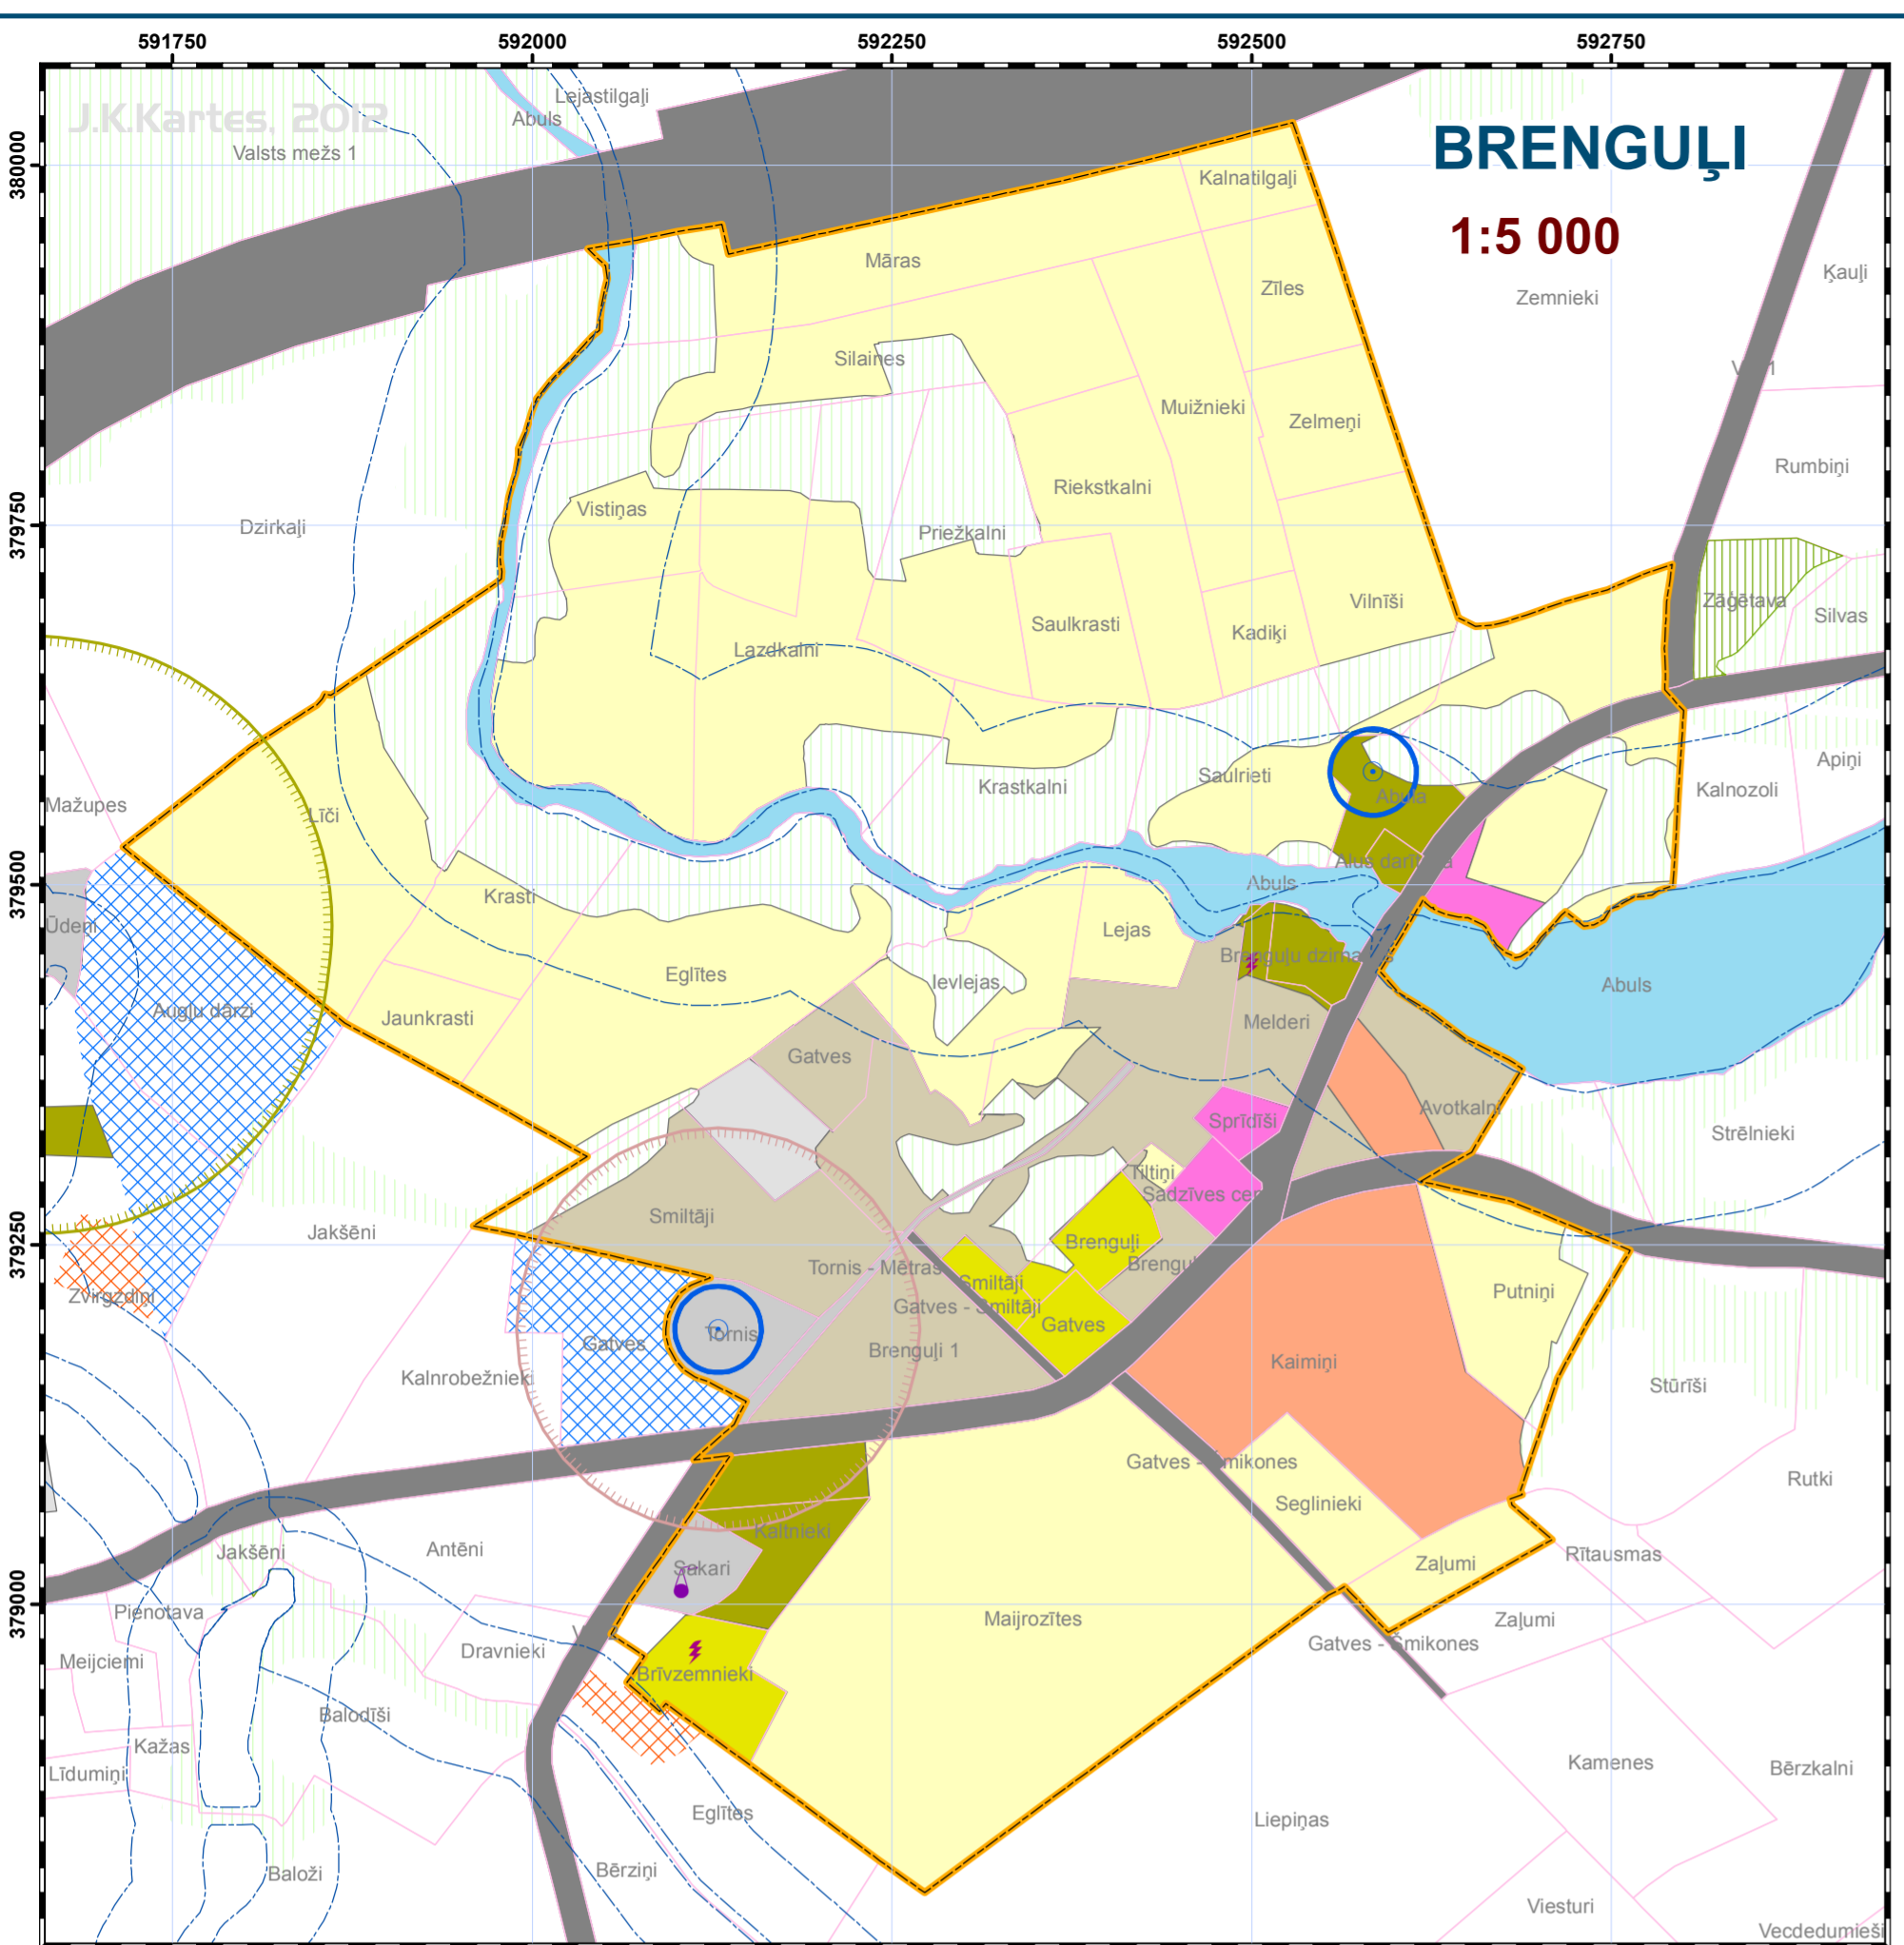 591750 592000 592250 592500 592750
J.K.Kartes, 2012
Lejastilgaļi
Abuls
Valsts mežs 1
BRENGUĻI
1:5 000
380000
Kalnatilgaļi
Māras
Zīles
Zemnieki
Ķauļi
Silaines
Muižnieki
Zelmeņi
Rumbiņi
Riekstkalni
379750
Vistiņas
Dzirkaļi
Priežkalni
Zāģētava
Silvas
Vilnīši
Saulkrasti
Kadiķi
Lazdkalni
Apiņi
Saulrieti
Krastkalni
Kalnozoli
Abula
Mažupes
Līči
379500
Abuls
Krasti
Ūdeņi
Lejas
Eglītes
Ievlejas
Abuls
Augļu dārzi
Jaunkrasti
Melderi
Gatves
Avotkalni
Sprīdīši
Strēlnieki
Tiltiņi
Smiltāji
Jakšēni
379250
Brenguļi
Tornis - Mētras
Smiltāji
Putniņi
Zvirgzdiņi
Gatves - Smiltāji
Gatves
Tornis
Gatves
Brenguļi 1
Kaimiņi
Kalnrobežnieki
Stūrīši
Gatves - Šmikones
Rutki
Seglinieki
Kaltnieki
Jakšēni
Antēni
Rītausmas
Zaļumi
Sakari
379000
Pienotava
Maijrozītes
Zaļumi
Gatves - Šmikones
Dravnieki
Meijciemi
Brīvzemnieki
Balodīši
Kažas
Kamenes
Bērzkalni
Līdumiņi
Eglītes
Liepiņas
Bērziņi
Baloži
Viesturi
Vecdedumieši